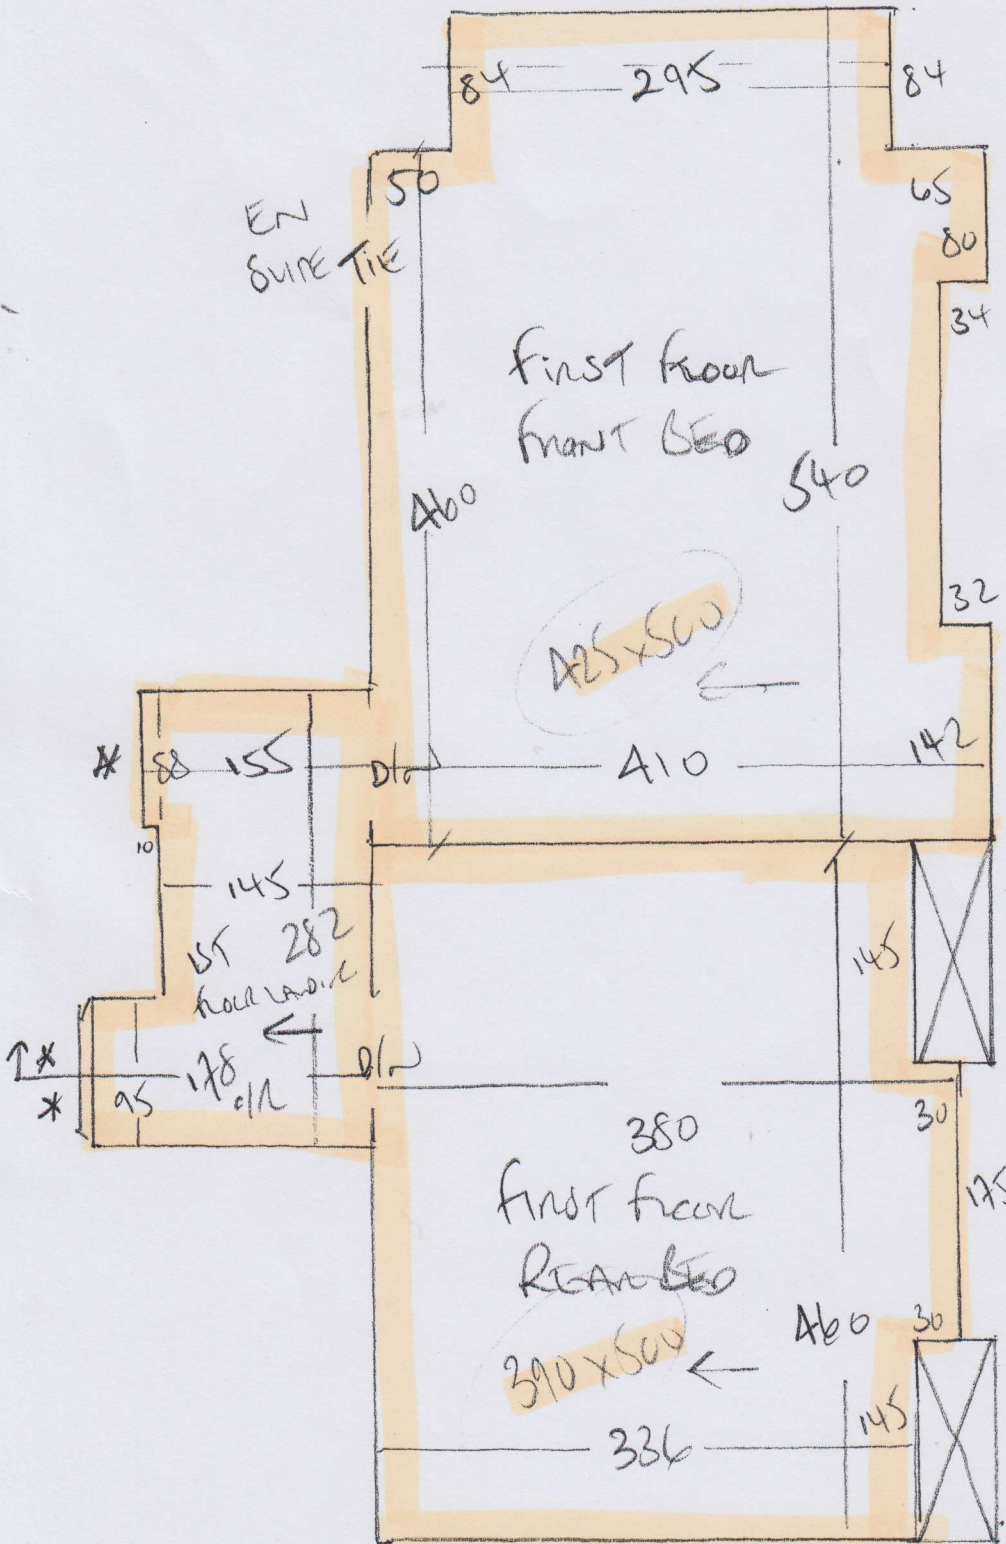 84
295
84
50
65
EN
SUITE TIE
80
34
FIRST FLOOR
FRONT BED
460
540
32
425x500
*
88
155
D/W
410
142
10
145
1ST
282
145
FLOOR LANDING
*
*
95
178
D/W
380
30
175
FIRST FLOOR
REAR BED
460
30
390x500
145
336